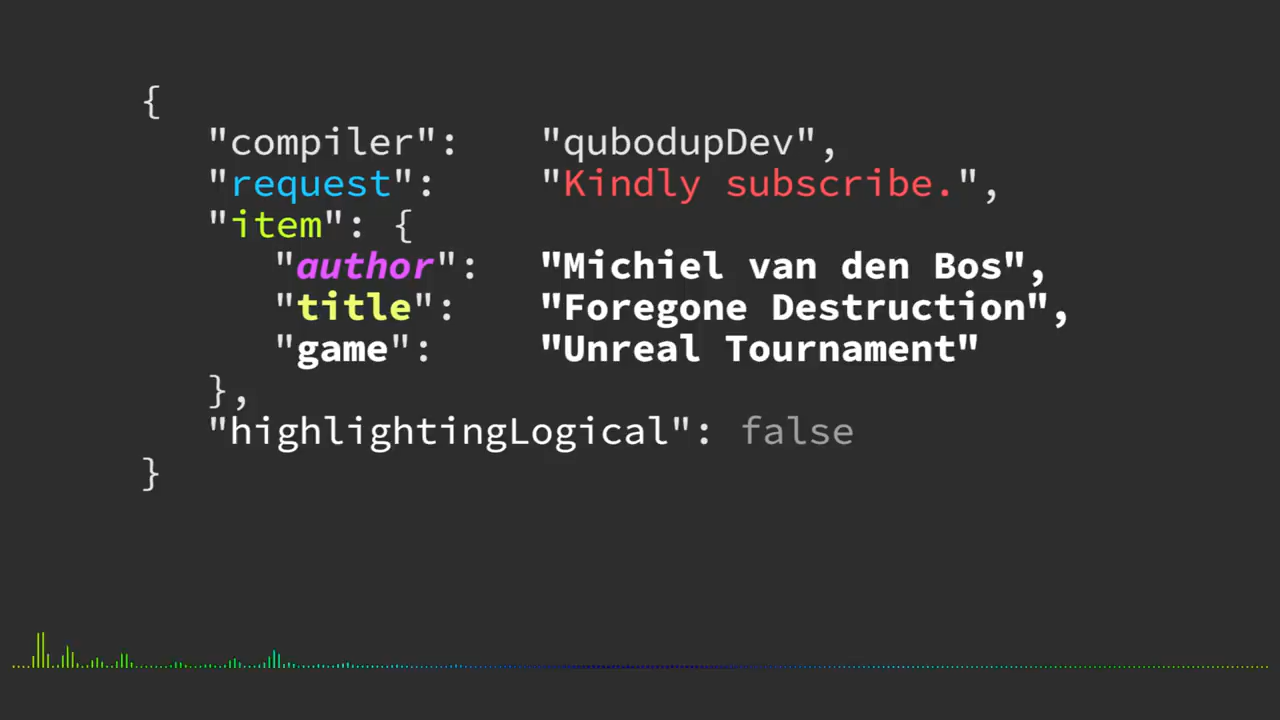 {
"compiler": "qubodupDev",
"request": "Kindly subscribe.",
"item": {
"author": "Michiel van den Bos",
"title": "Foregone Destruction",
"game": "Unreal Tournament"
},
"highlightingLogical": false
}